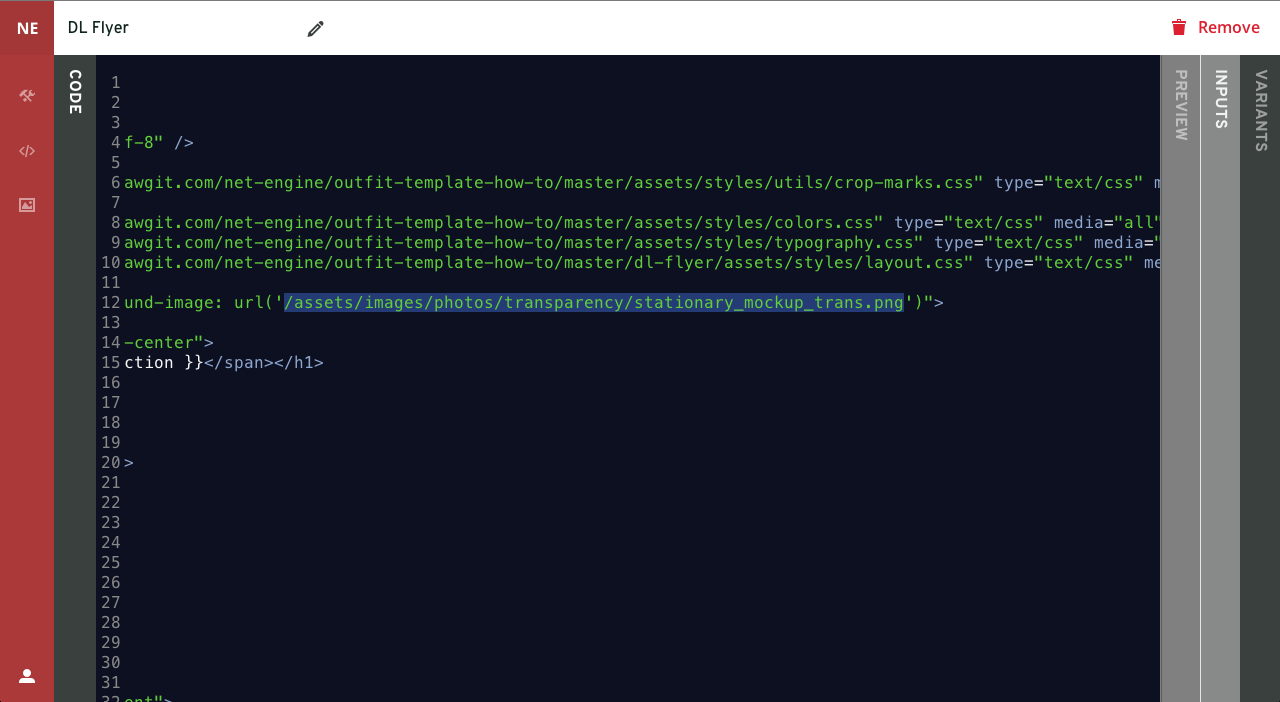 NE
DL Flyer
Remove
CODE
1
2
3
4 f-8" />
5
6 awgit.com/net-engine/outfit-template-how-to/master/assets/styles/utils/crop-marks.css" type="text/css" m
7
8 awgit.com/net-engine/outfit-template-how-to/master/assets/styles/colors.css" type="text/css" media="all"
9 awgit.com/net-engine/outfit-template-how-to/master/assets/styles/typography.css" type="text/css" media="
10 awgit.com/net-engine/outfit-template-how-to/master/dl-flyer/assets/styles/layout.css" type="text/css" me
11
12 und-image: url('/assets/images/photos/transparency/stationary_mockup_trans.png')">
13
14 -center">
15 ction }}</span></h1>
16
17
18
19
20 >
21
22
23
24
25
26
27
28
29
30
31
32 ent">
PREVIEW
INPUTS
VARIANTS